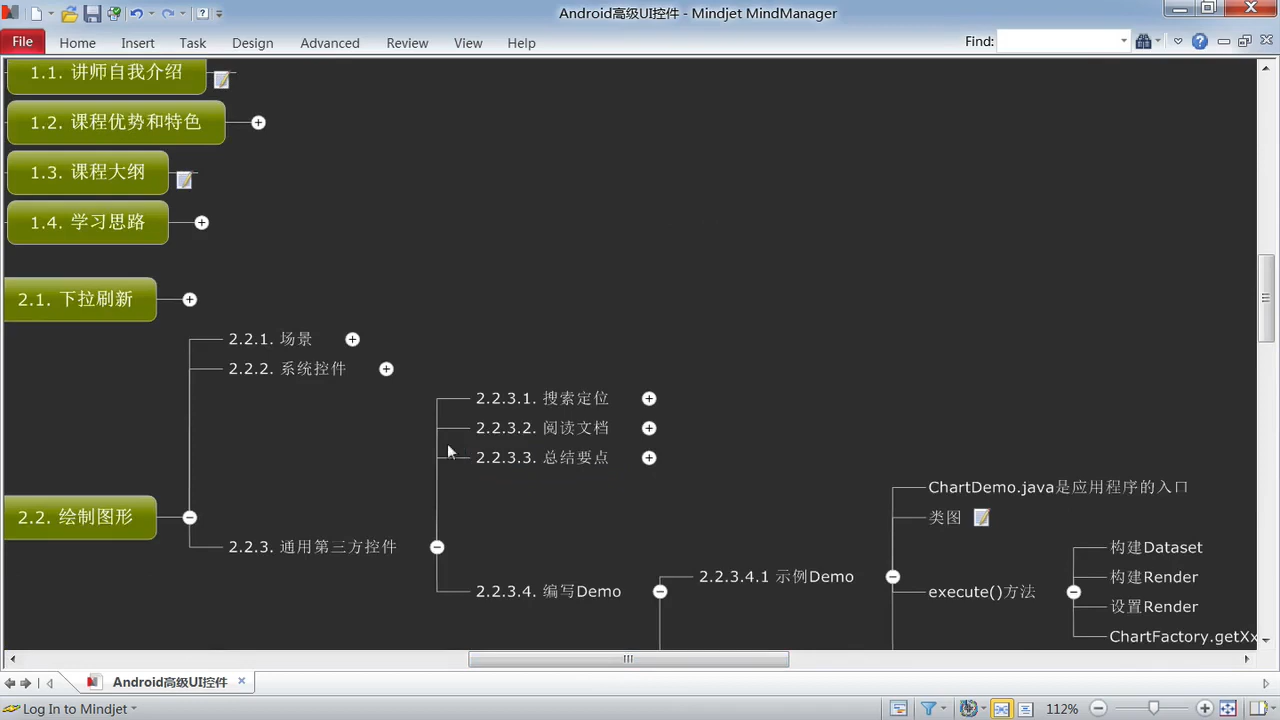 Android高级UI控件 - Mindjet MindManager
File Home Insert Task Design Advanced Review View Help Find:
1.1. 讲师自我介绍
1.2. 课程优势和特色
1.3. 课程大纲
1.4. 学习思路
2.1. 下拉刷新
2.2.1. 场景
2.2.2. 系统控件
2.2.3.1. 搜索定位
2.2.3.2. 阅读文档
2.2.3.3. 总结要点
ChartDemo.java是应用程序的入口
2.2. 绘制图形
类图
2.2.3. 通用第三方控件
构建Dataset
2.2.3.4.1 示例Demo
构建Render
2.2.3.4. 编写Demo
execute()方法
设置Render
ChartFactory.getXx
Android高级UI控件
Log In to Mindjet
112%